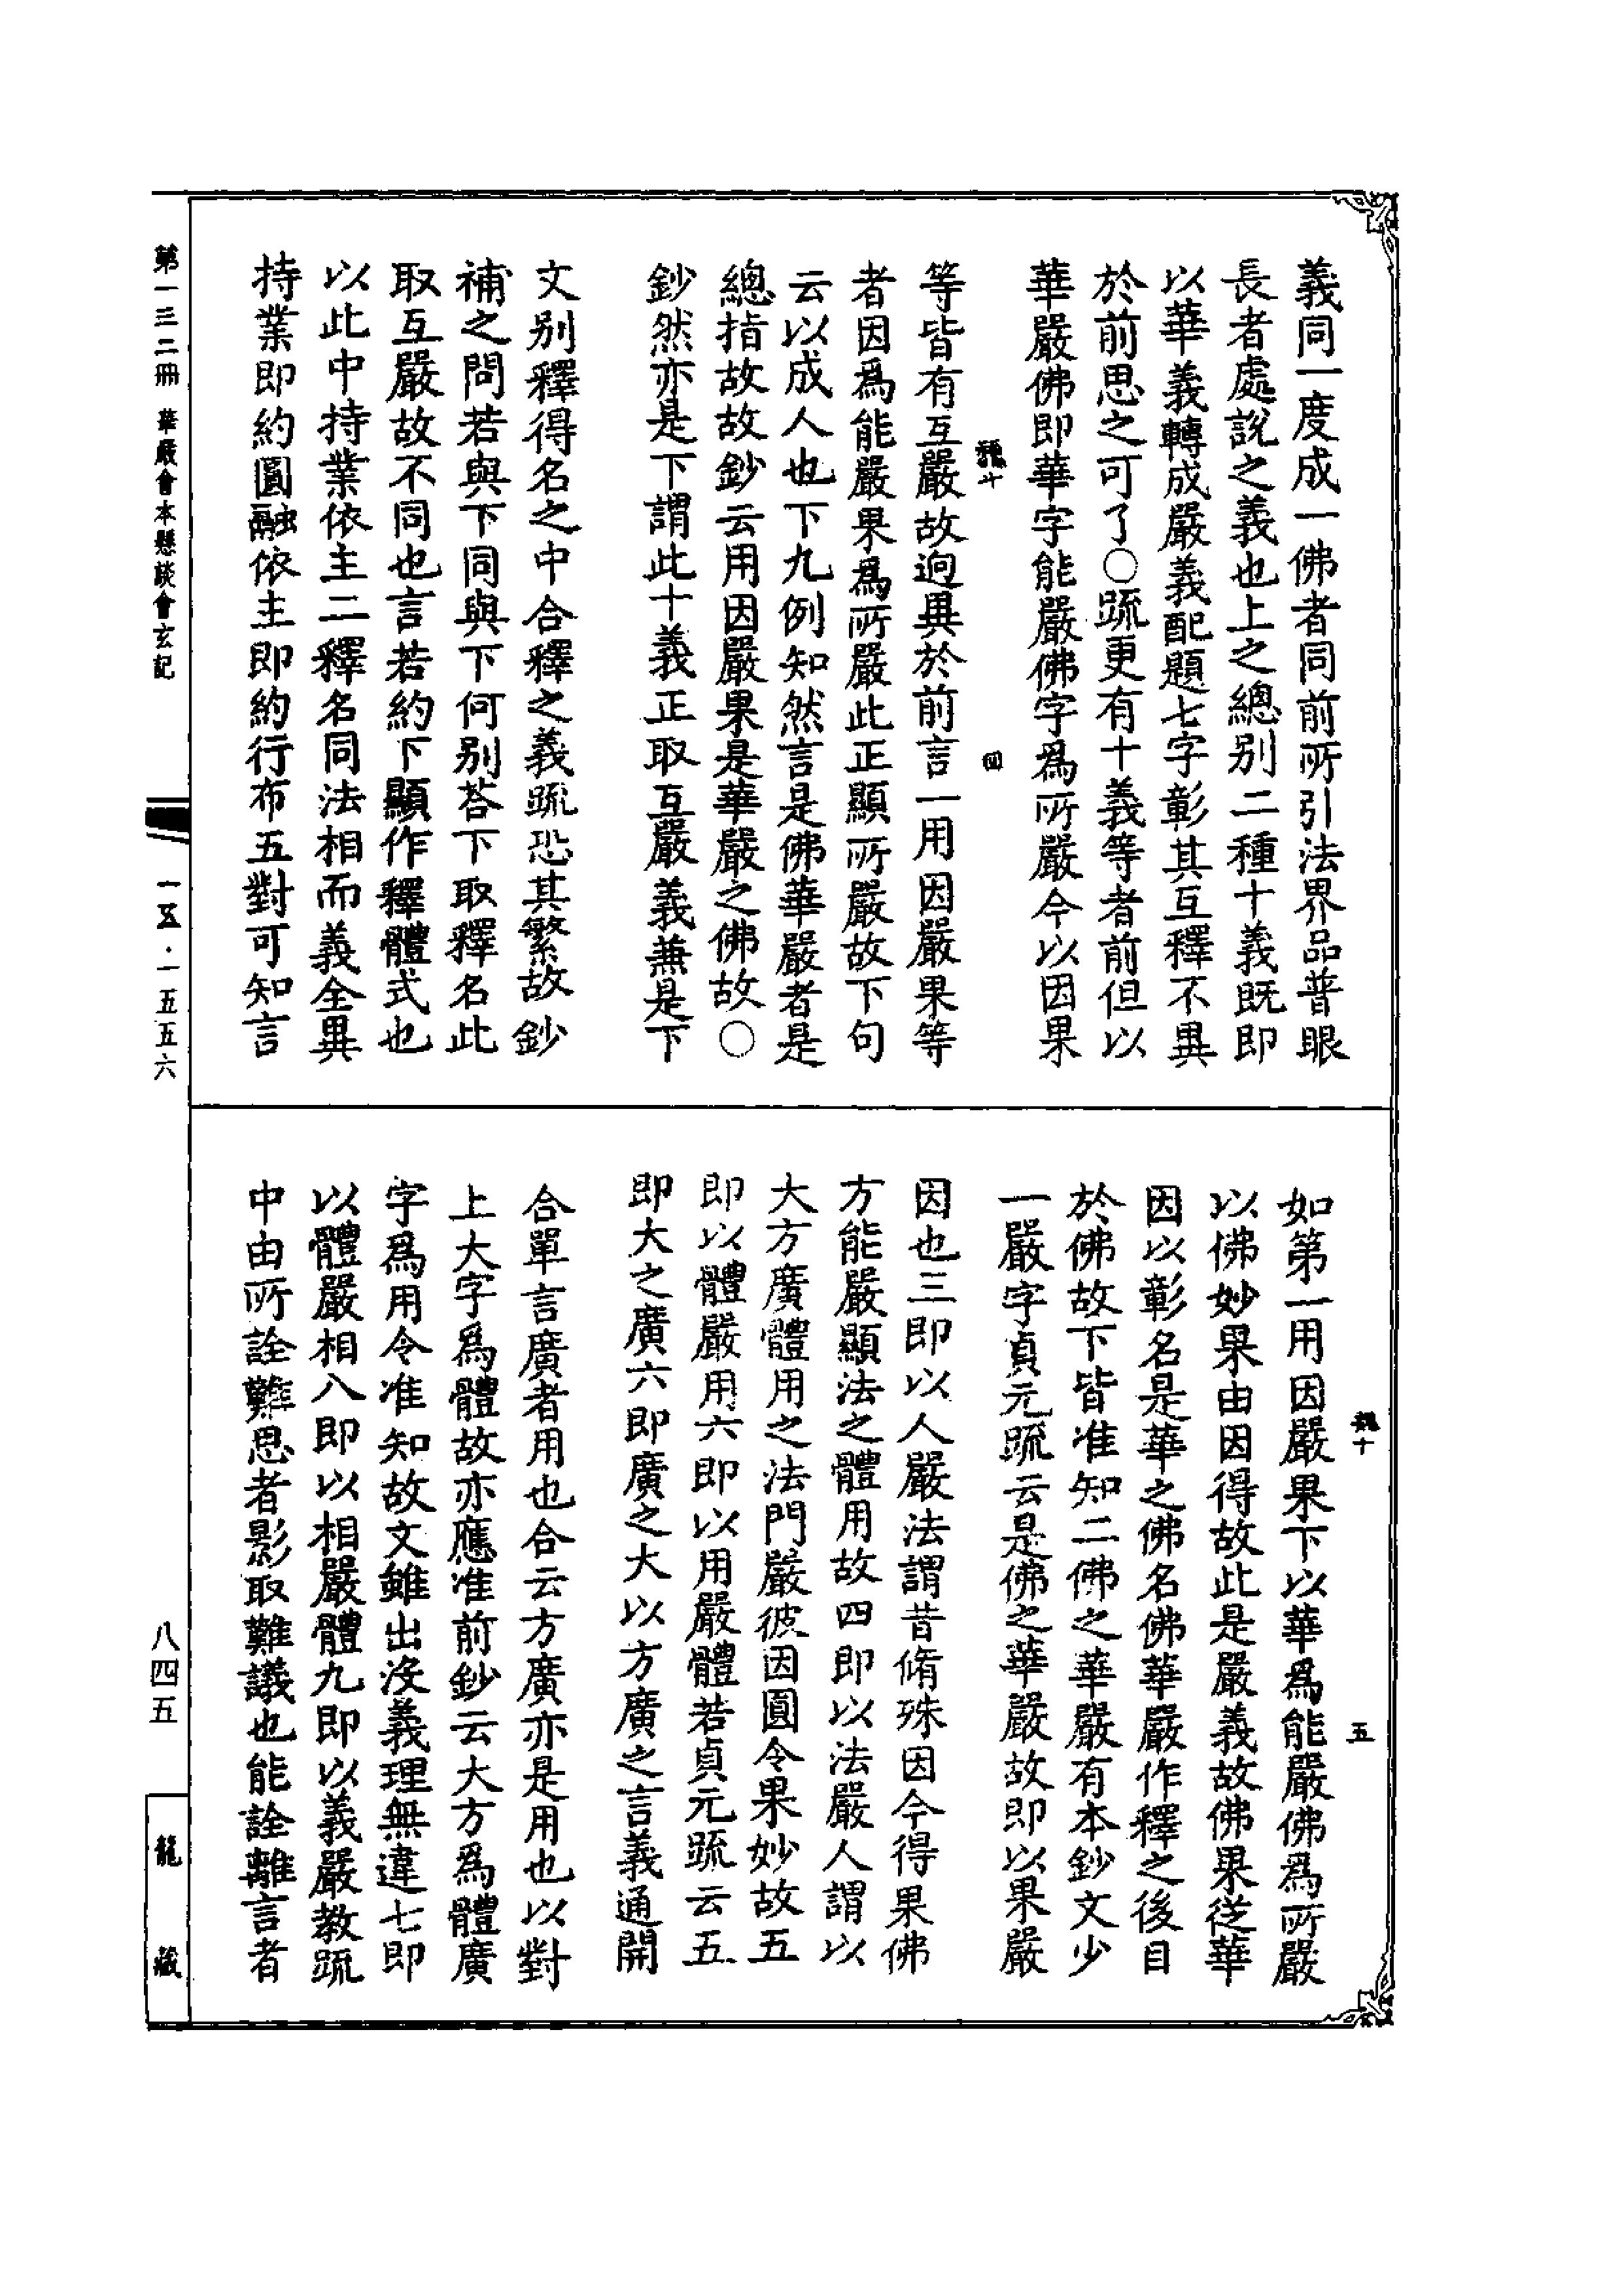 義同一度成一佛者同前所引法界品普眼
長者處說之義也上之總別二種十義既即
以華義轉成嚴義配題七字彰其互釋不異
於前思之可了○疏更有十義等者前但以
華嚴佛即華字能嚴佛字爲所嚴今以因果
魏十
四
等皆有互嚴故迥異於前言一用因嚴果等
者因爲能嚴果爲所嚴此正顯所嚴故下句
云以成人也下九例知然言是佛華嚴者是
總指故故鈔云用因嚴果是華嚴之佛故○
鈔然亦是下謂此十義正取互嚴義兼是下
文别釋得名之中合釋之義疏恐其繁故鈔
補之問若與下同與下何别荅下取釋名此
取互嚴故不同也言若約下顯作釋體式也
以此中持業依主二釋名同法相而義全異
持業即約圓融依主即約行布五對可知言
第一三二冊 華嚴會本懸談會玄記
一五·一五五六
魏十
五
如第一用因嚴果下以華爲能嚴佛爲所嚴
以佛妙果由因得故此是嚴義故佛果從華
因以彰名是華之佛名佛華嚴作釋之後目
於佛故下皆准知二佛之華嚴有本鈔文少
一嚴字貞元疏云是佛之華嚴故即以果嚴
因也三即以人嚴法謂昔脩殊因今得果佛
方能嚴顯法之體用故四即以法嚴人謂以
大方廣體用之法門嚴彼因圓令果妙故五
即以體嚴用六即以用嚴體若貞元疏云五
即大之廣六即廣之大以方廣之言義通開
合單言廣者用也合云方廣亦是用也以對
上大字爲體故亦應准前鈔云大方爲體廣
字爲用令准知故文雖出沒義理無違七即
以體嚴相八即以相嚴體九即以義嚴教疏
中由所詮難思者影取難議也能詮離言者
八四五
龍藏